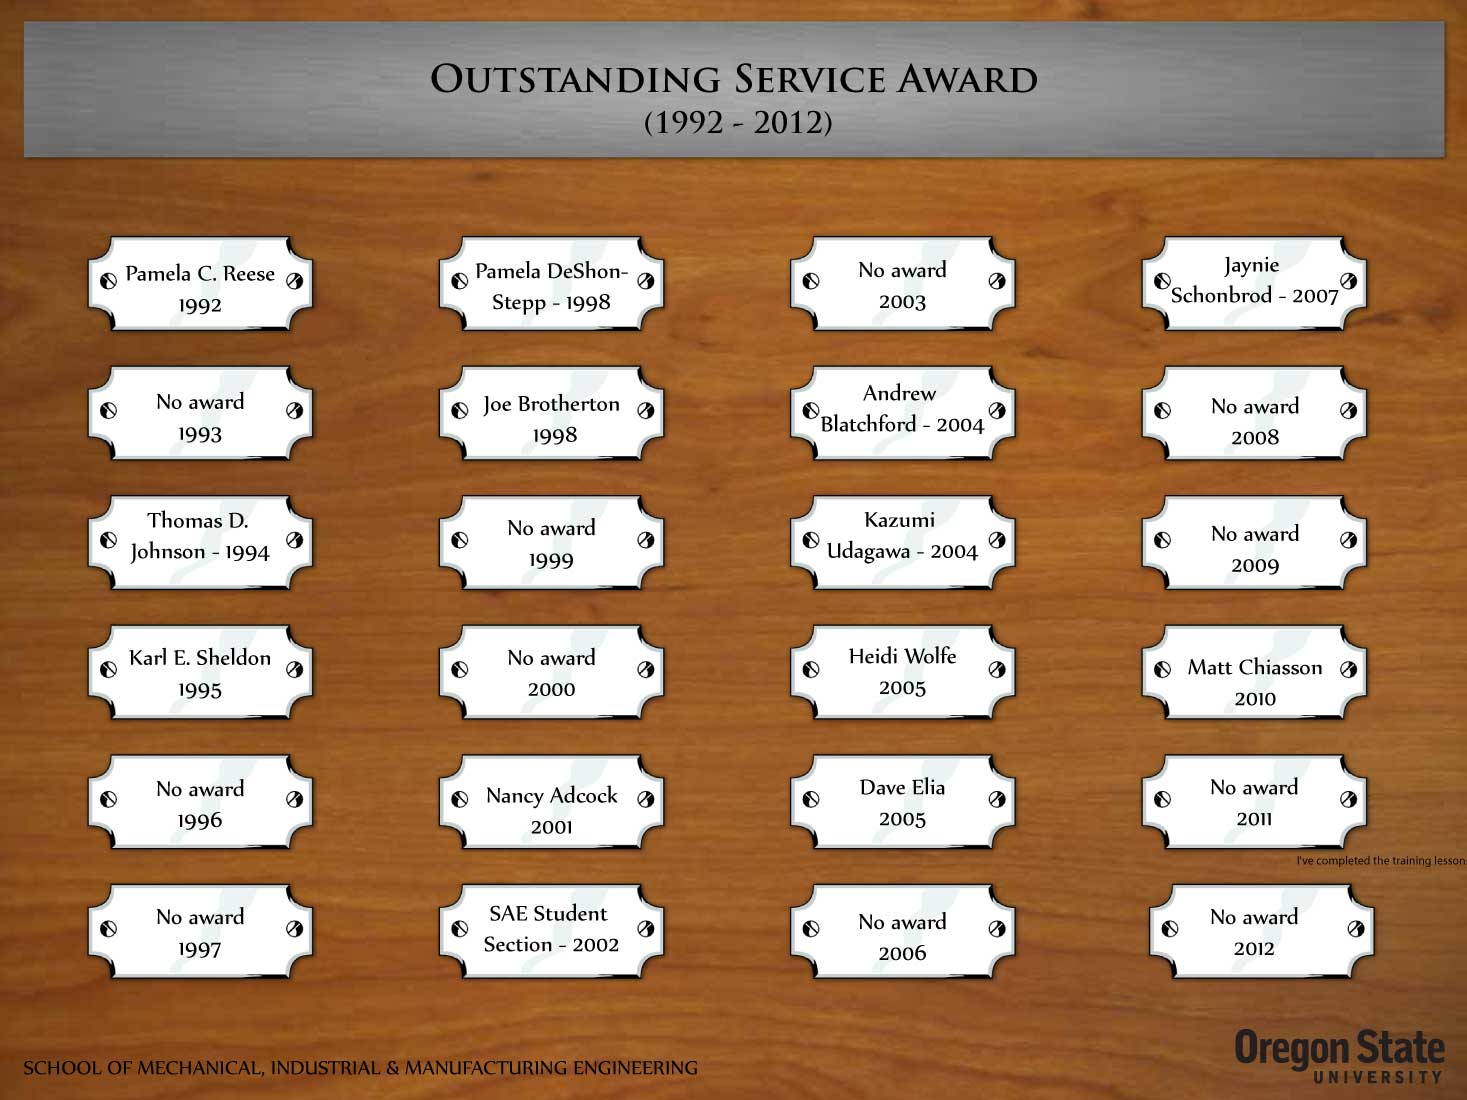 Outstanding Service Award
(1992 - 2012)
Pamela C. Reese
1992
No award
1993
Thomas D.
Johnson - 1994
Karl E. Sheldon
1995
No award
1996
No award
1997
Pamela DeShon-
Stepp - 1998
Joe Brotherton
1998
No award
1999
No award
2000
Nancy Adcock
2001
SAE Student
Section - 2002
No award
2003
Andrew
Blatchford - 2004
Kazumi
Udagawa - 2004
Heidi Wolfe
2005
Dave Elia
2005
No award
2006
Jaynie
Schonbrod - 2007
No award
2008
No award
2009
Matt Chiasson
2010
No award
2011
I've completed the training lesson
No award
2012
SCHOOL OF MECHANICAL, INDUSTRIAL & MANUFACTURING ENGINEERING
Oregon State
UNIVERSITY